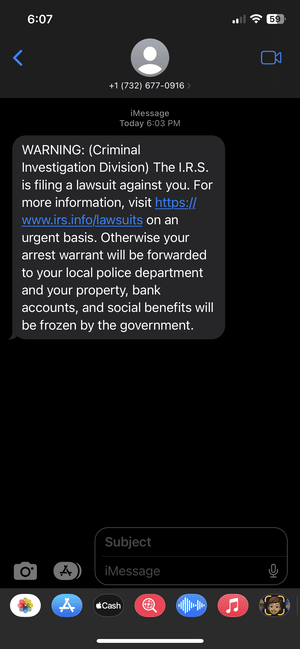 6:07
59
+1 (732) 677-0916
iMessage
Today 6:03 PM
WARNING: (Criminal
Investigation Division) The I.R.S.
is filing a lawsuit against you. For
more information, visit https://
www.irs.info/lawsuits on an
urgent basis. Otherwise your
arrest warrant will be forwarded
to your local police department
and your property, bank
accounts, and social benefits will
be frozen by the government.
Subject
iMessage
Cash